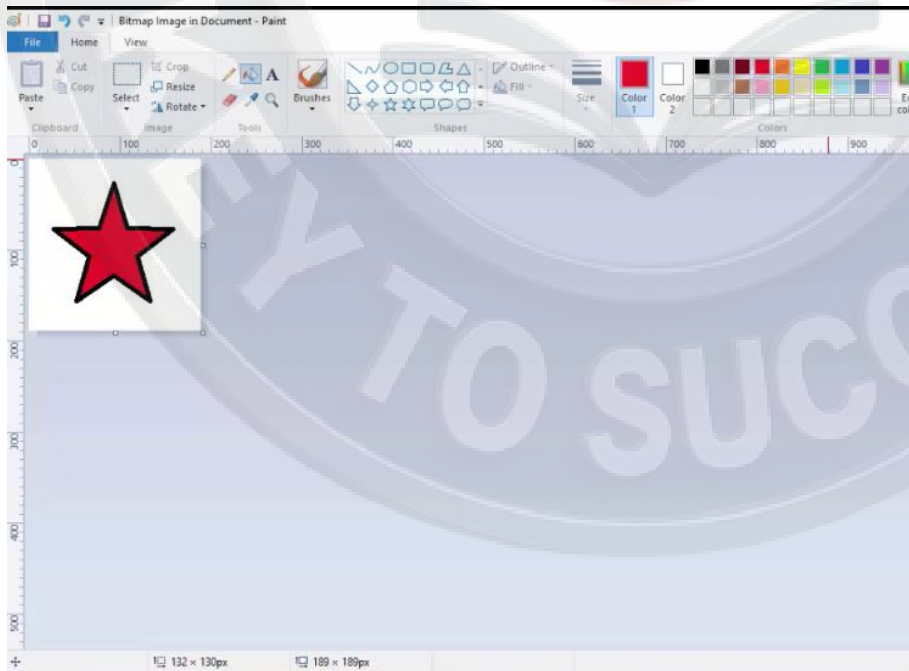 Bitmap Image in Document - Paint
File Home View
Paste
Cut
Copy
Clipboard
Select
Crop
Resize
Rotate
Image
A
Tools
Brushes
Outline
Fill
Shapes
Size
Color 1
Color 2
Colors
0 100 200 300 400 500 600 700 800 900
0
100
200
300
400
500
132 × 130px 189 × 189px
EY TO SUCC